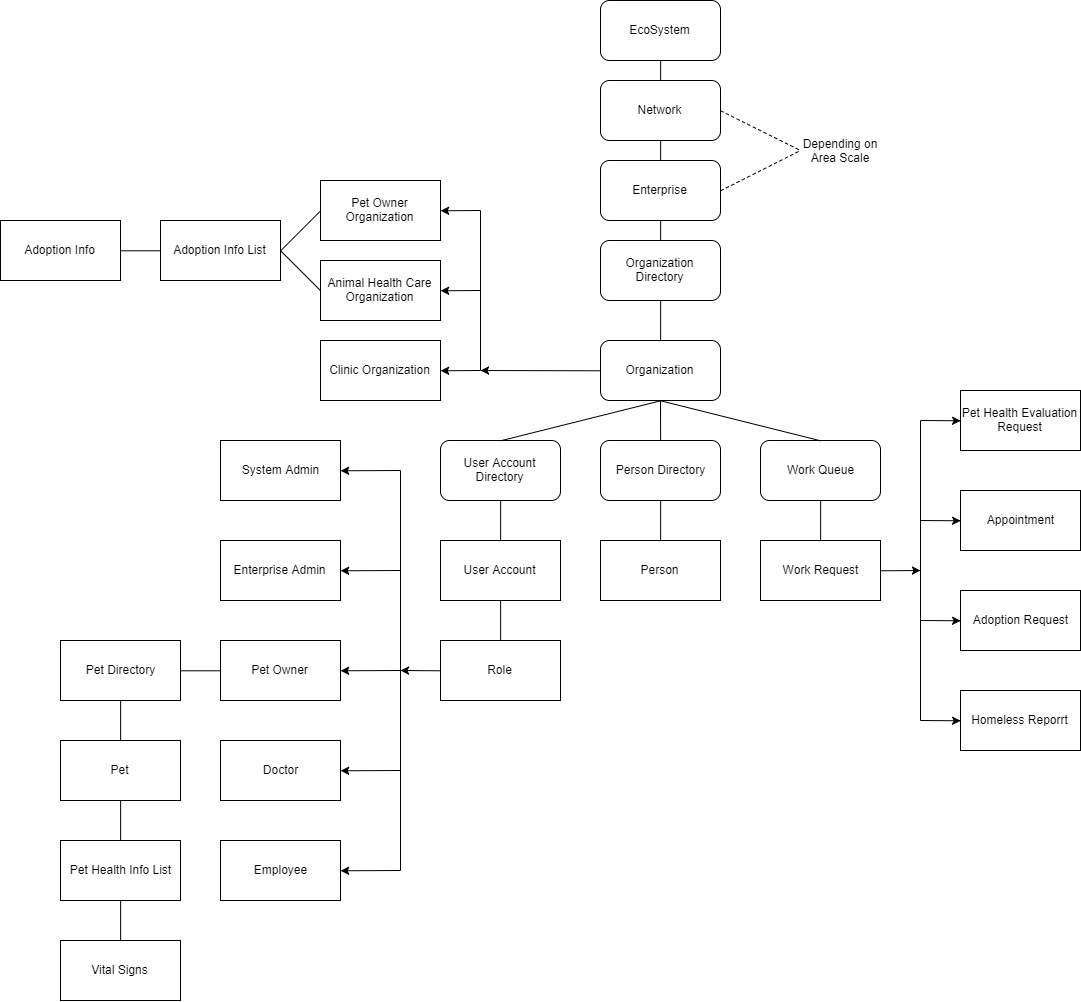 EcoSystem
Network
Depending on
Area Scale
Enterprise
Pet Owner
Organization
Adoption Info
Adoption Info List
Organization
Directory
Animal Health Care
Organization
Clinic Organization
Organization
Pet Health Evaluation
Request
System Admin
User Account
Directory
Person Directory
Work Queue
Appointment
Enterprise Admin
User Account
Person
Work Request
Adoption Request
Pet Directory
Pet Owner
Role
Homeless Reporrt
Pet
Doctor
Pet Health Info List
Employee
Vital Signs